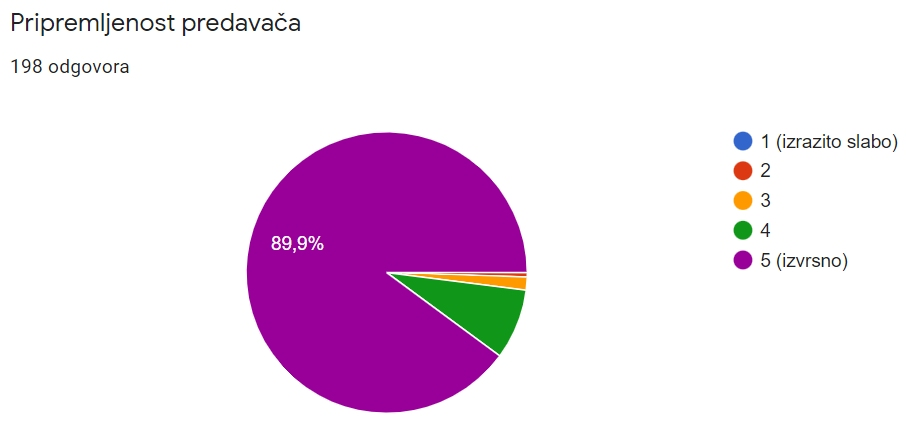 Pripremljenost predavača
198 odgovora
89,9%
1 (izrazito slabo)
2
3
4
5 (izvrsno)